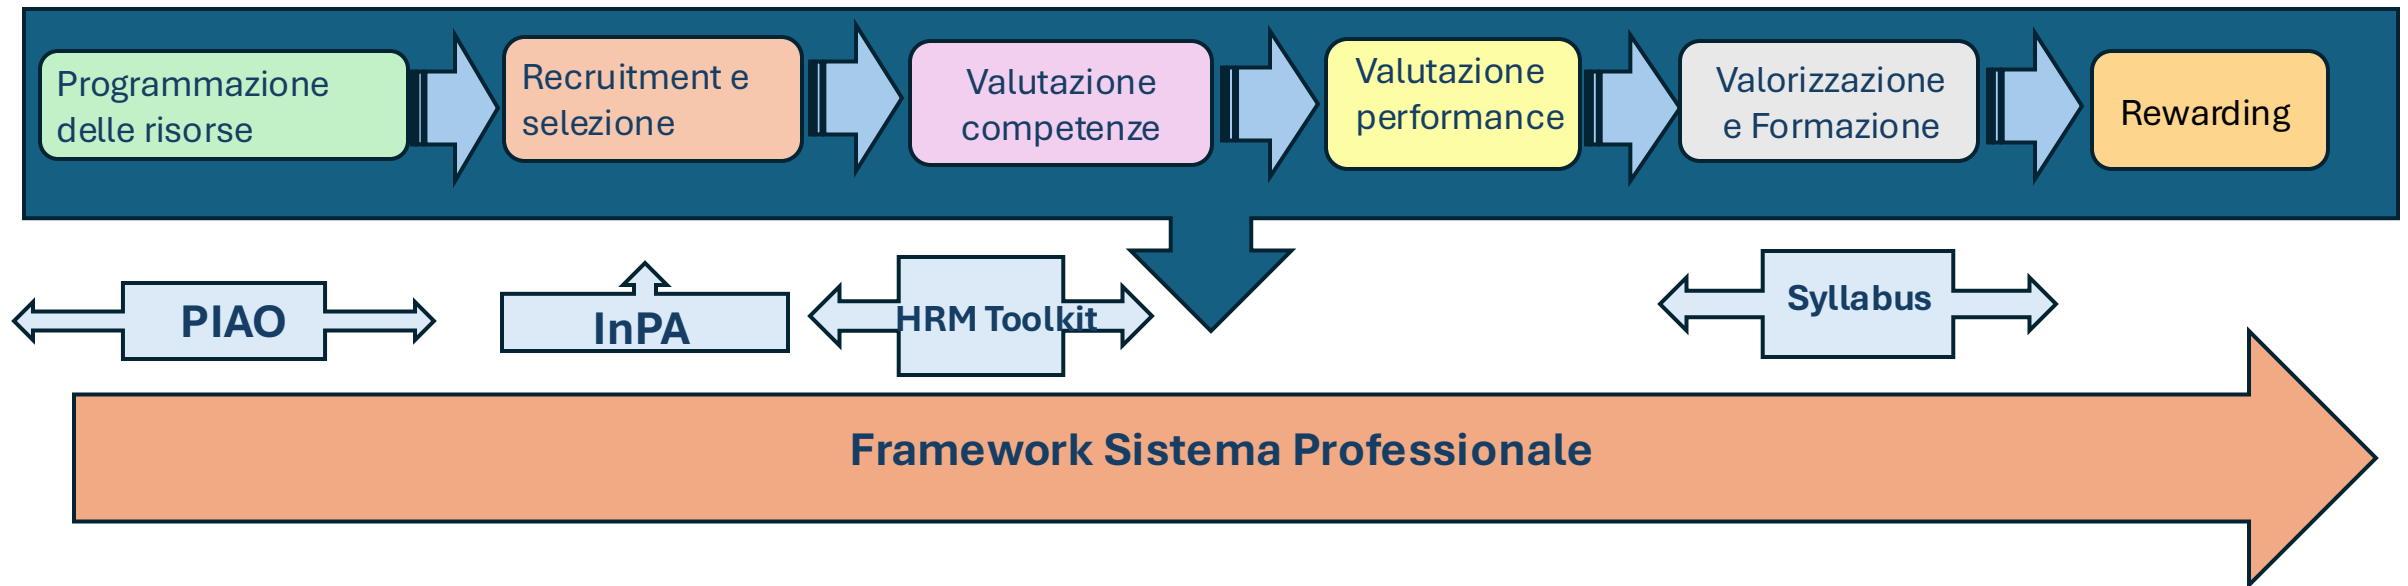 Programmazione
delle risorse
Recruitment e
selezione
Valutazione
competenze
Valutazione
performance
Valorizzazione
e Formazione
Rewarding
PIAO
InPA
HRM Toolkit
Syllabus
Framework Sistema Professionale